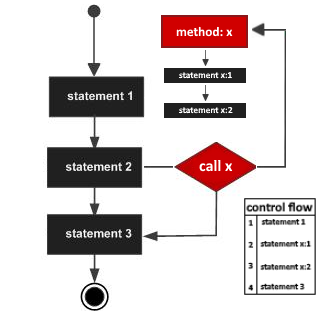 method: x
statement x:1
statement x:2
statement 1
statement 2
call x
statement 3
control flow
1 statement 1
2 statement x:1
3 statement x:2
4 statement 3